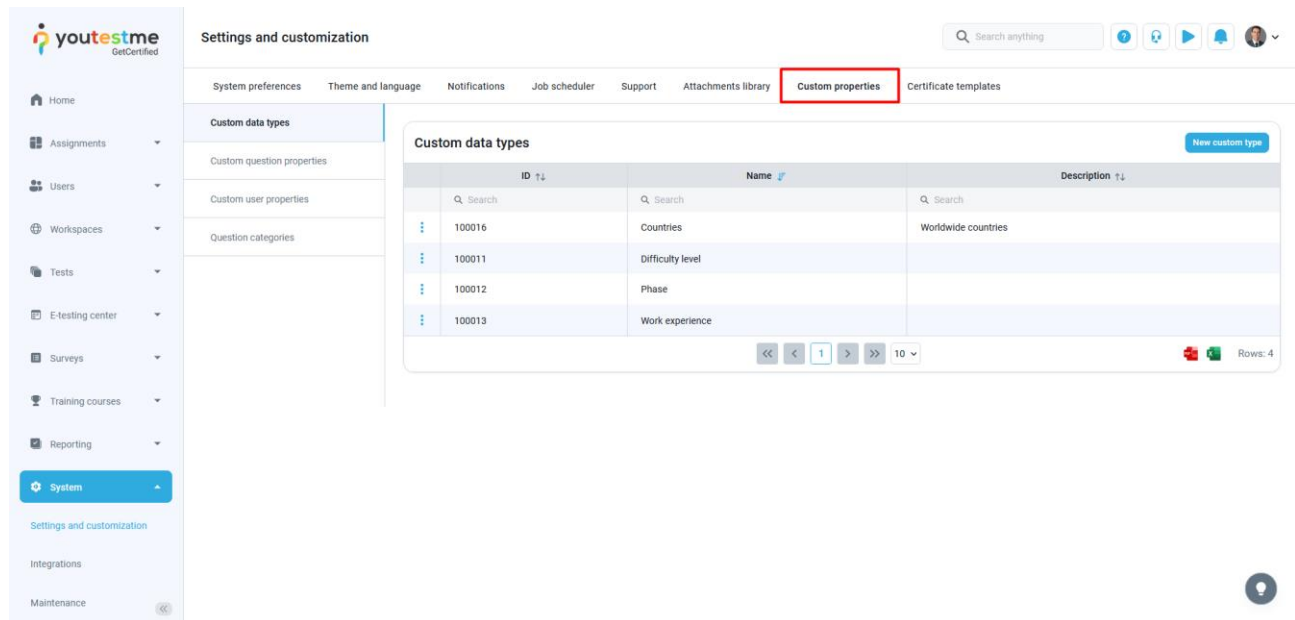 youtestme
GetCertified
Settings and customization
Search anything
Home
Assignments
Users
Workspaces
Tests
E-testing center
Surveys
Training courses
Reporting
System
Settings and customization
Integrations
Maintenance
System preferences Theme and language Notifications Job scheduler Support Attachments library Custom properties Certificate templates
Custom data types
Custom question properties
Custom user properties
Question categories
Custom data types New custom type
ID Name Description
Search Search Search
100016 Countries Worldwide countries
100011 Difficulty level
100012 Phase
100013 Work experience
<< < 1 > >> 10 Rows: 4